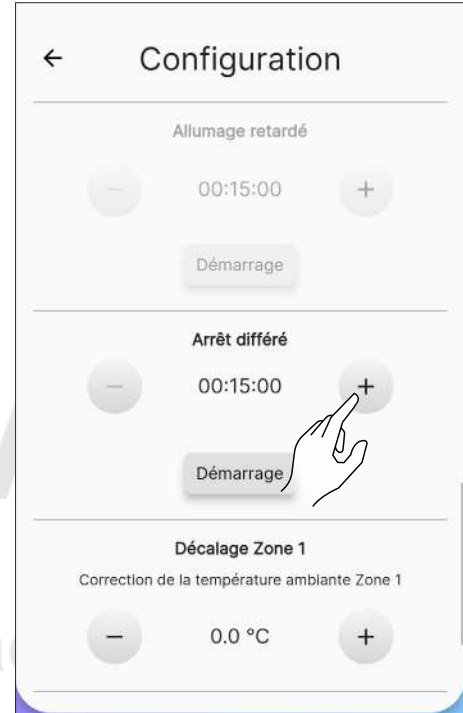 ← Configuration
Allumage retardé
− 00:15:00 +
Démarrage
Arrêt différé
− 00:15:00 +
Démarrage
Décalage Zone 1
Correction de la température ambiante Zone 1
− 0.0 °C +